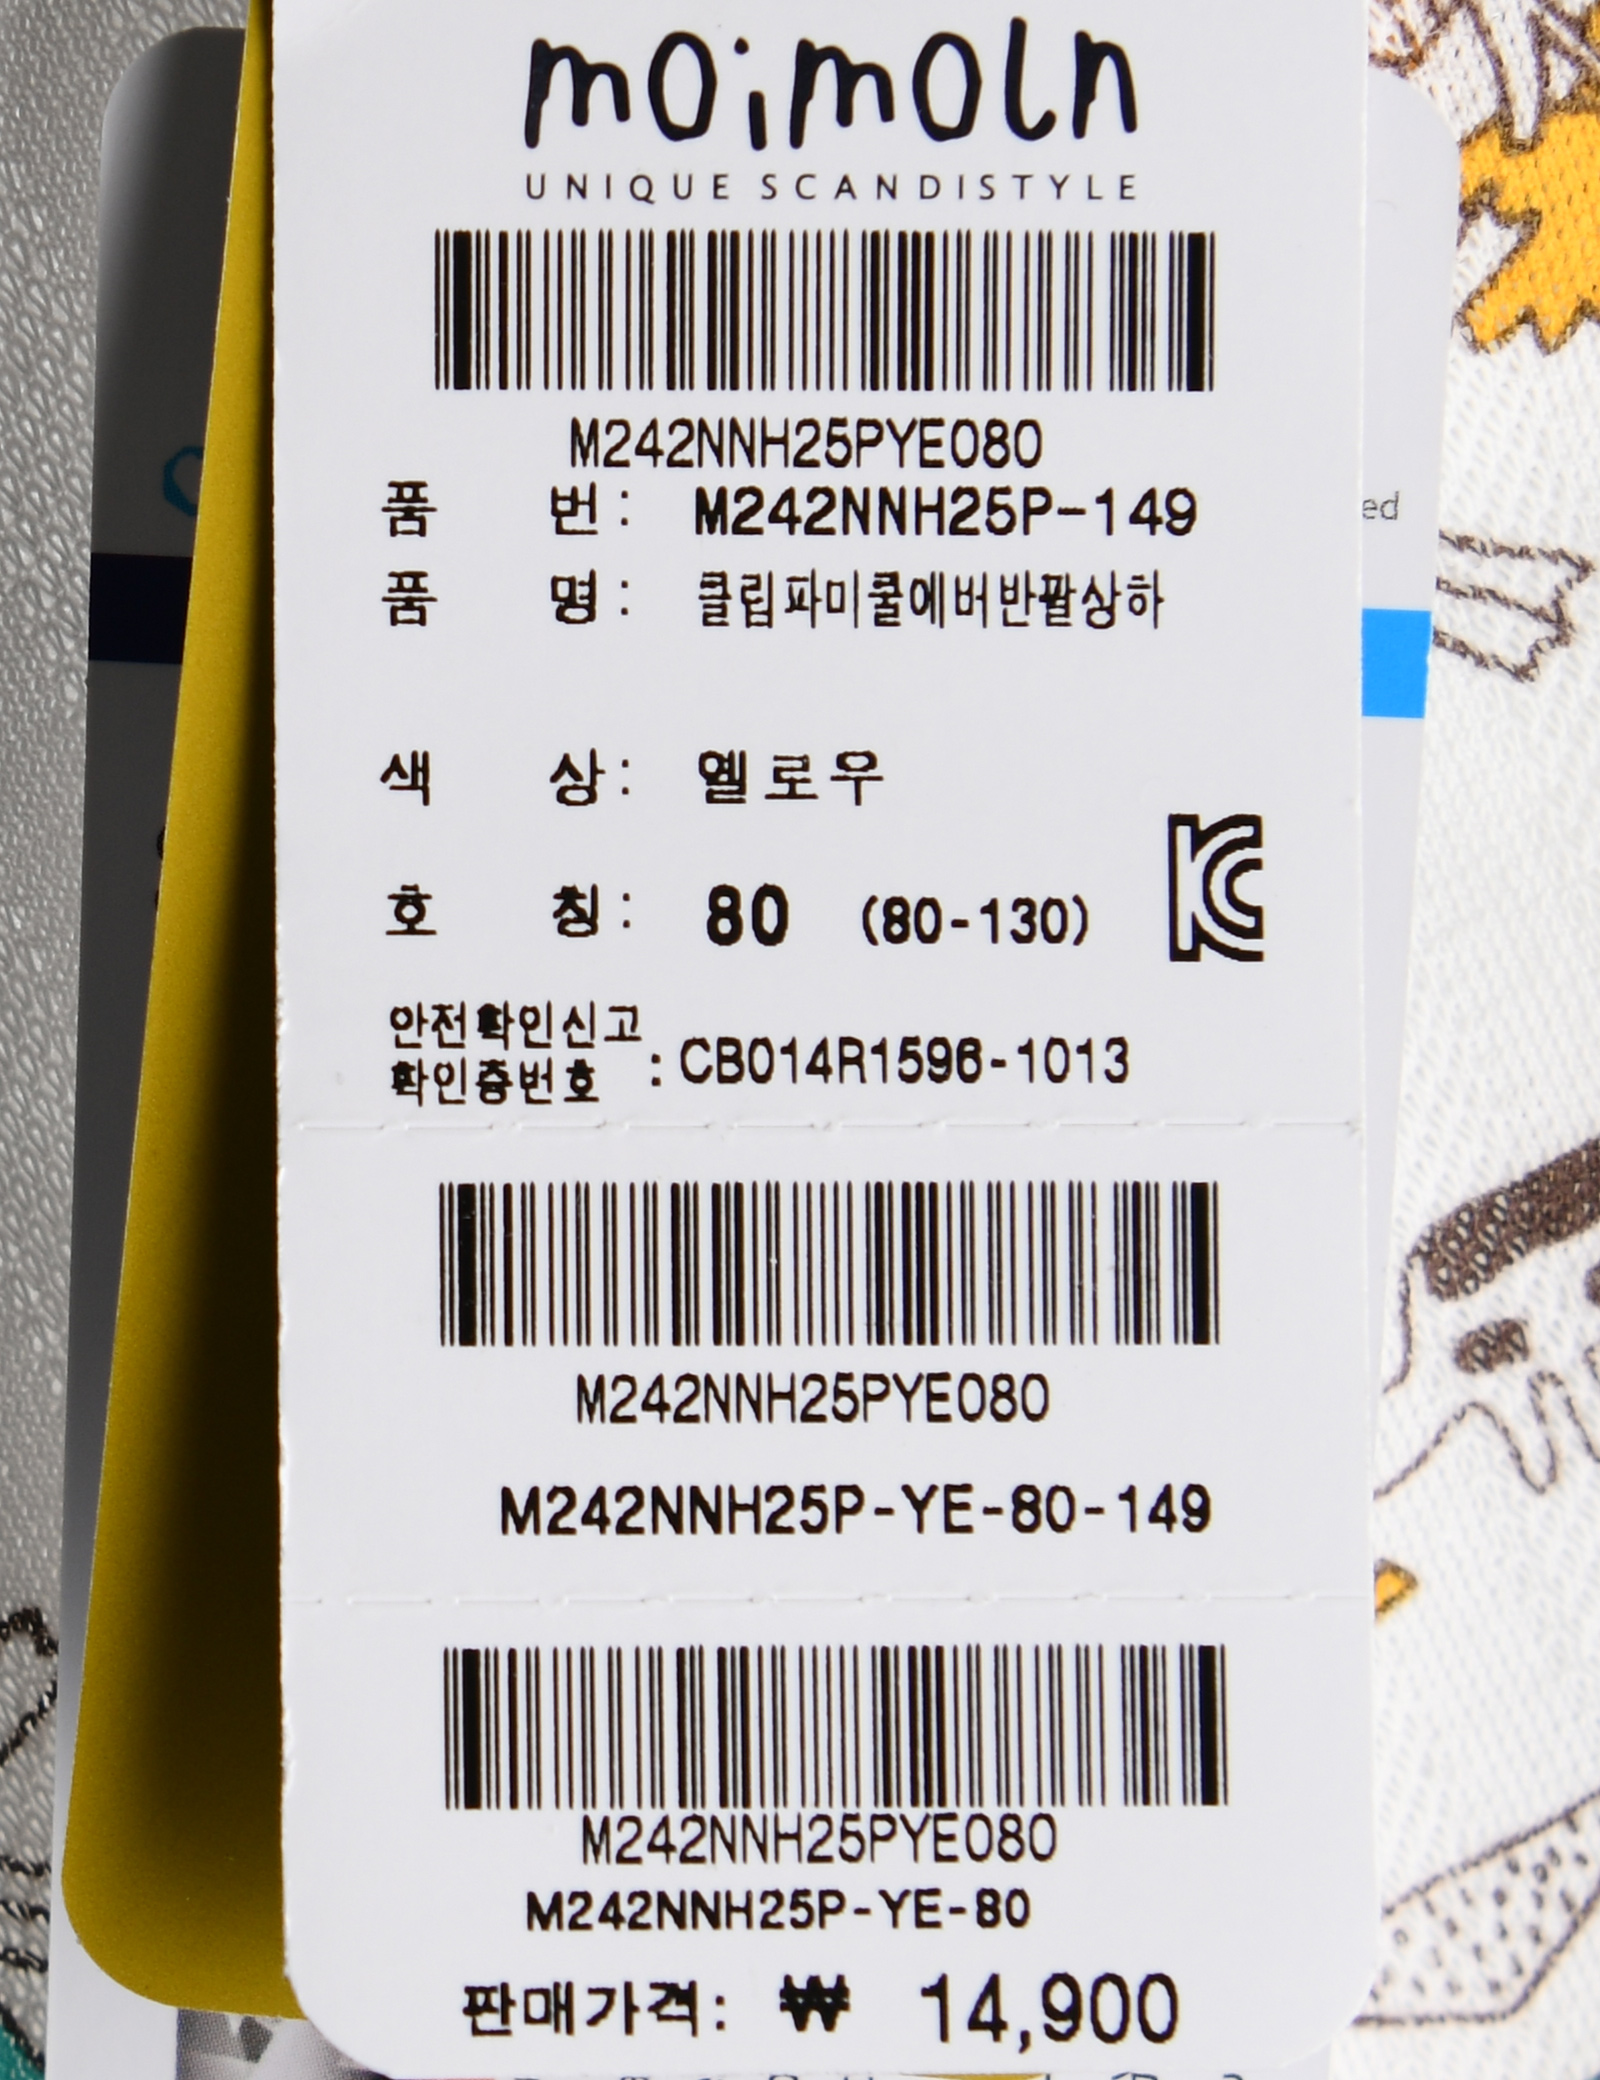 moimoln
UNIQUE SCANDISTYLE
M242NNH25PYE080
품 번: M242NNH25P-149
품 명: 클립파미쿨에버반팔상하
ed
색 상: 옐로우
호 칭: 80 (80-130)
안전확인신고
확인증번호 : CB014R1596-1013
M242NNH25PYE080
M242NNH25P-YE-80-149
M242NNH25PYE080
M242NNH25P-YE-80
판매가격: ₩ 14,900